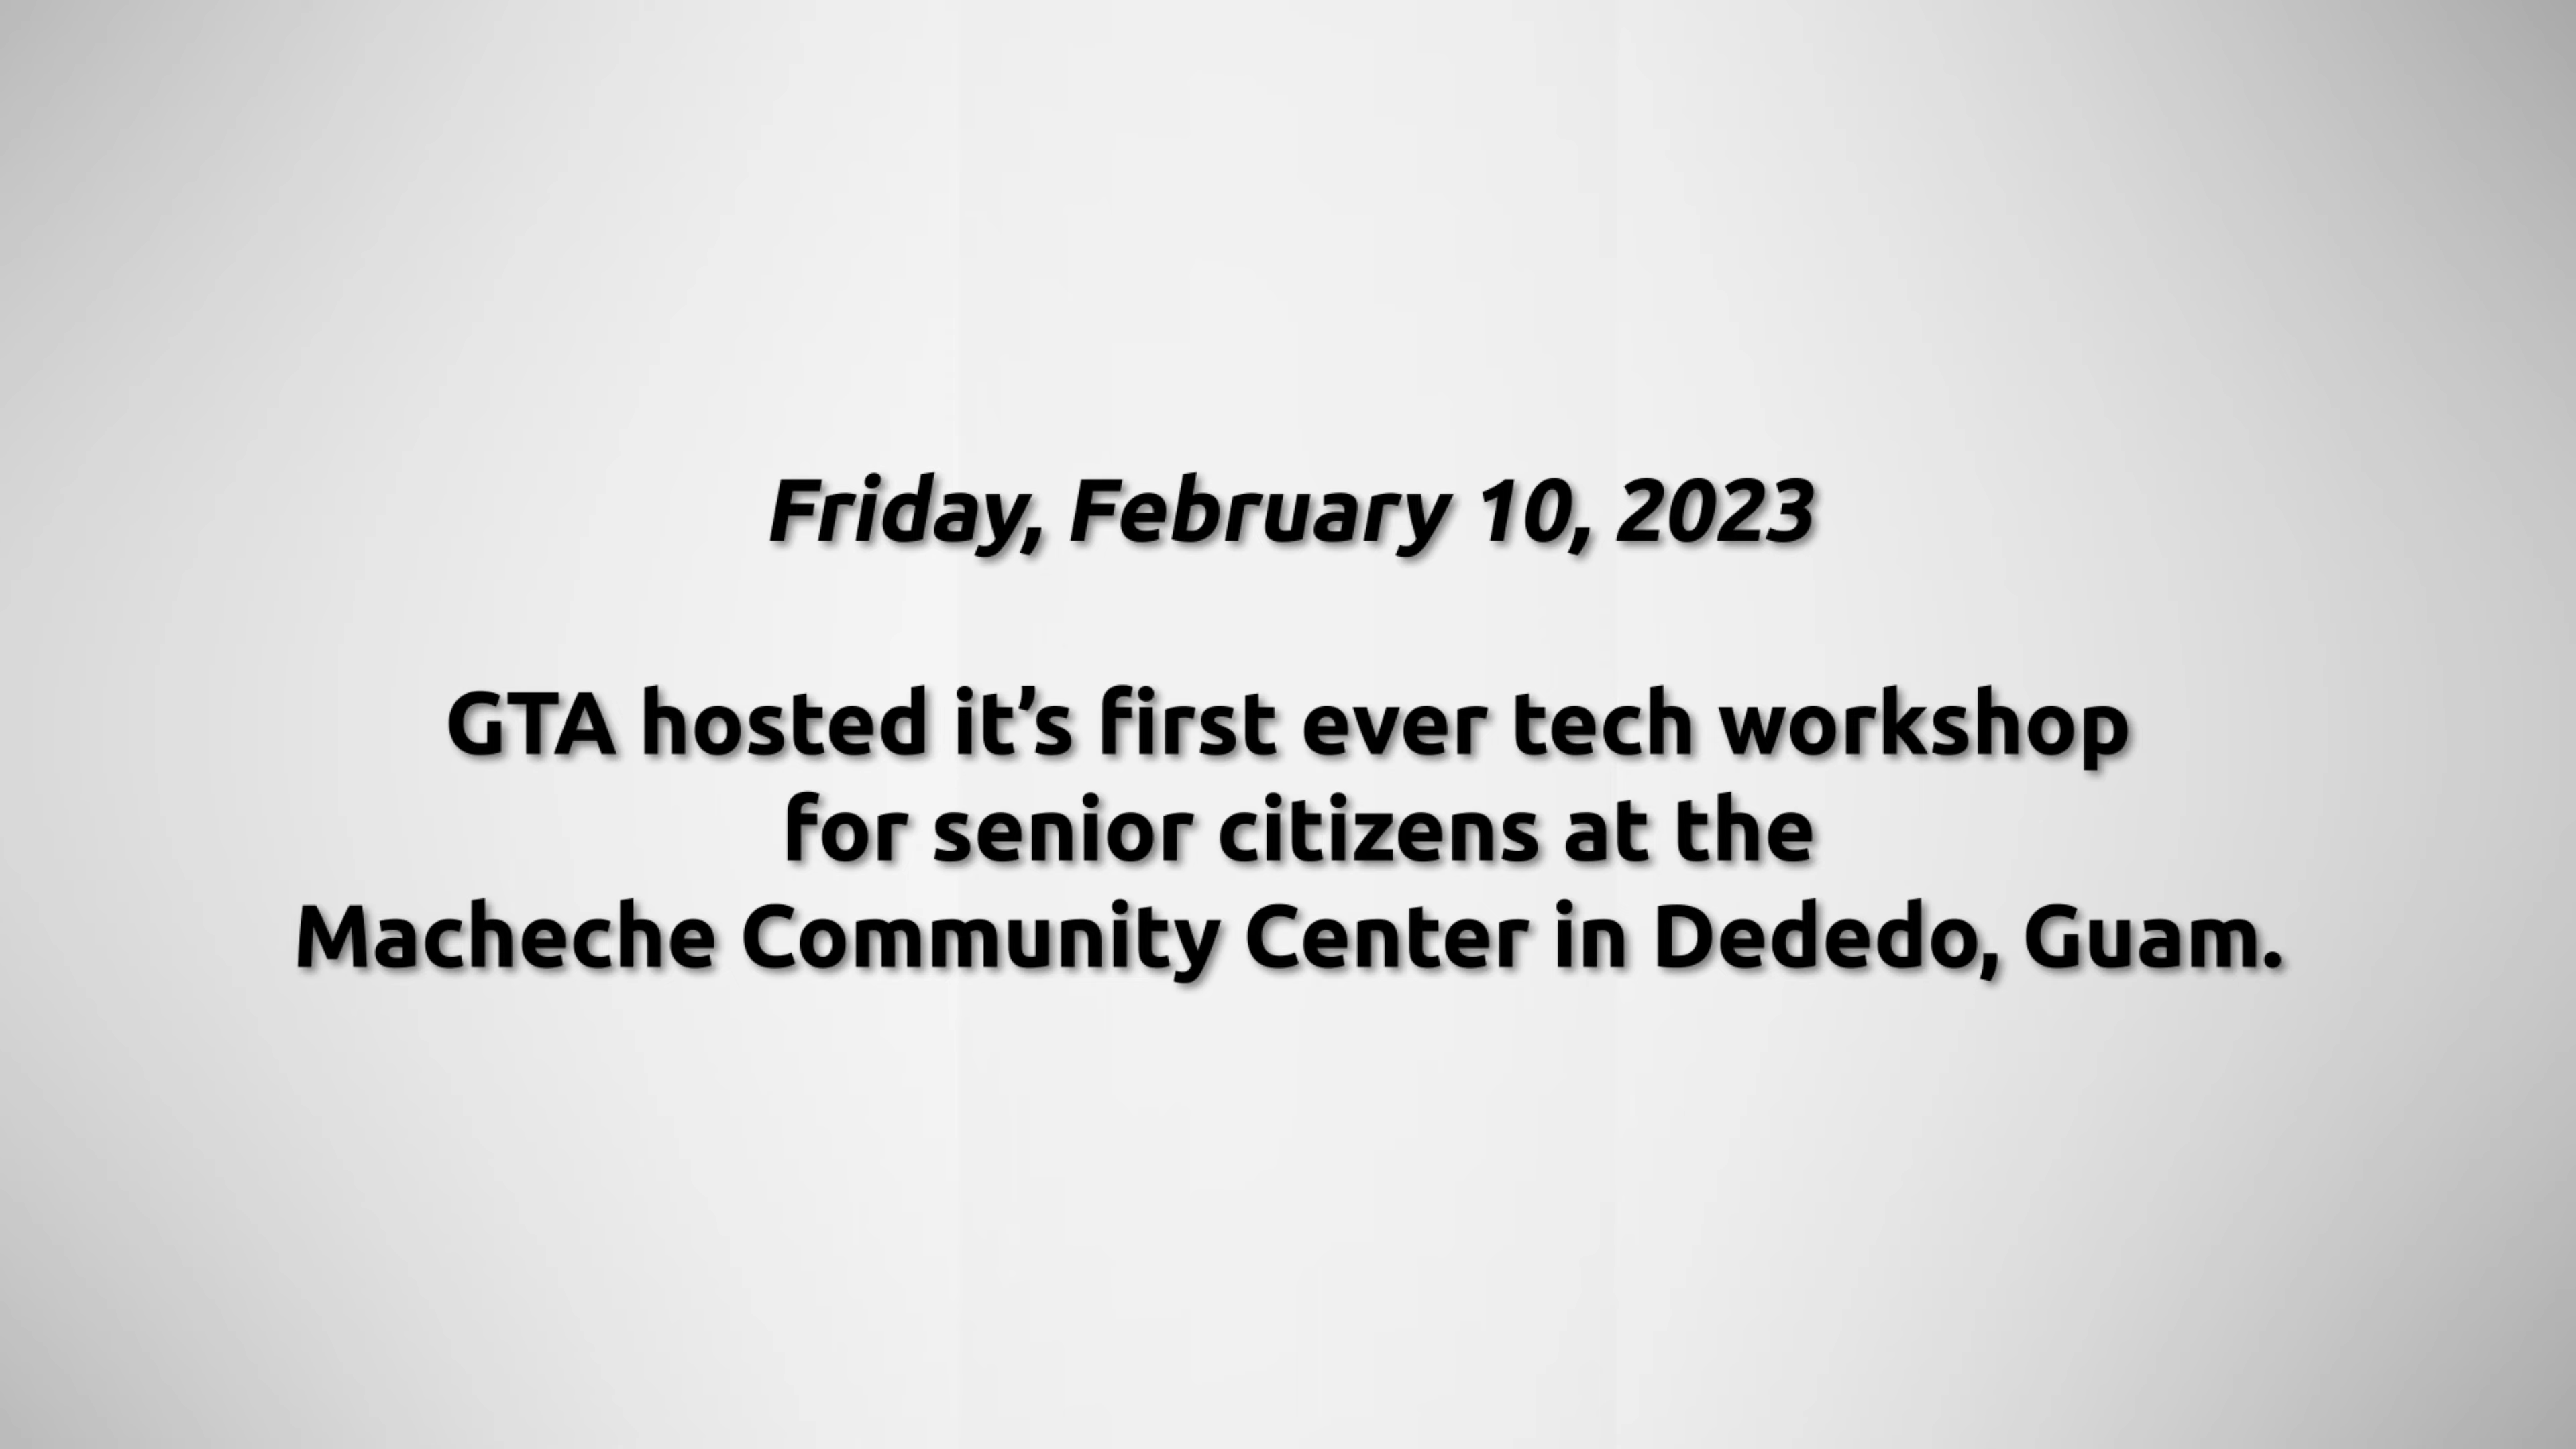 Friday, February 10, 2023
GTA hosted it’s first ever tech workshop
for senior citizens at the
Macheche Community Center in Dededo, Guam.